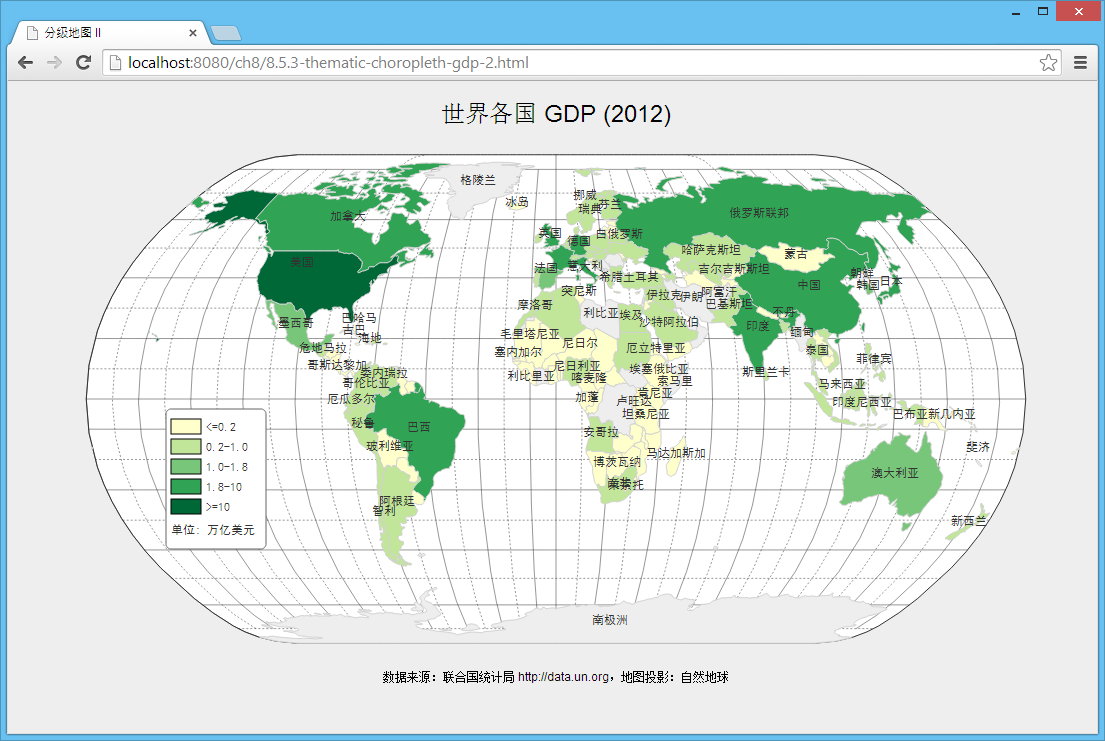 分级地图 II
localhost:8080/ch8/8.5.3-thematic-choropleth-gdp-2.html
世界各国 GDP (2012)
格陵兰
冰岛
挪威
芬兰
瑞典
俄罗斯联邦
加拿大
英国
白俄罗斯
德国
哈萨克斯坦
蒙古
美国
法国
意大利
吉尔吉斯斯坦
朝鲜
希腊
土耳其
中国
韩国
日本
突尼斯
伊拉克
伊朗
阿富汗
摩洛哥
巴基斯坦
利比亚
埃及
不丹
墨西哥
巴哈马
沙特阿拉伯
印度
古巴
毛里塔尼亚
缅甸
海地
尼日尔
危地马拉
塞内加尔
厄立特里亚
泰国
菲律宾
哥斯达黎加
尼日利亚
埃塞俄比亚
斯里兰卡
委内瑞拉
利比里亚
喀麦隆
索马里
哥伦比亚
马来西亚
肯尼亚
厄瓜多尔
加蓬
卢旺达
印度尼西亚
坦桑尼亚
巴布亚新几内亚
秘鲁
巴西
安哥拉
玻利维亚
马达加斯加
斐济
博茨瓦纳
澳大利亚
阿根廷
智利
新西兰
<=0.2
0.2-1.0
1.0-1.8
1.8-10
>=10
单位：万亿美元
南极洲
数据来源：联合国统计局 http://data.un.org，地图投影：自然地球